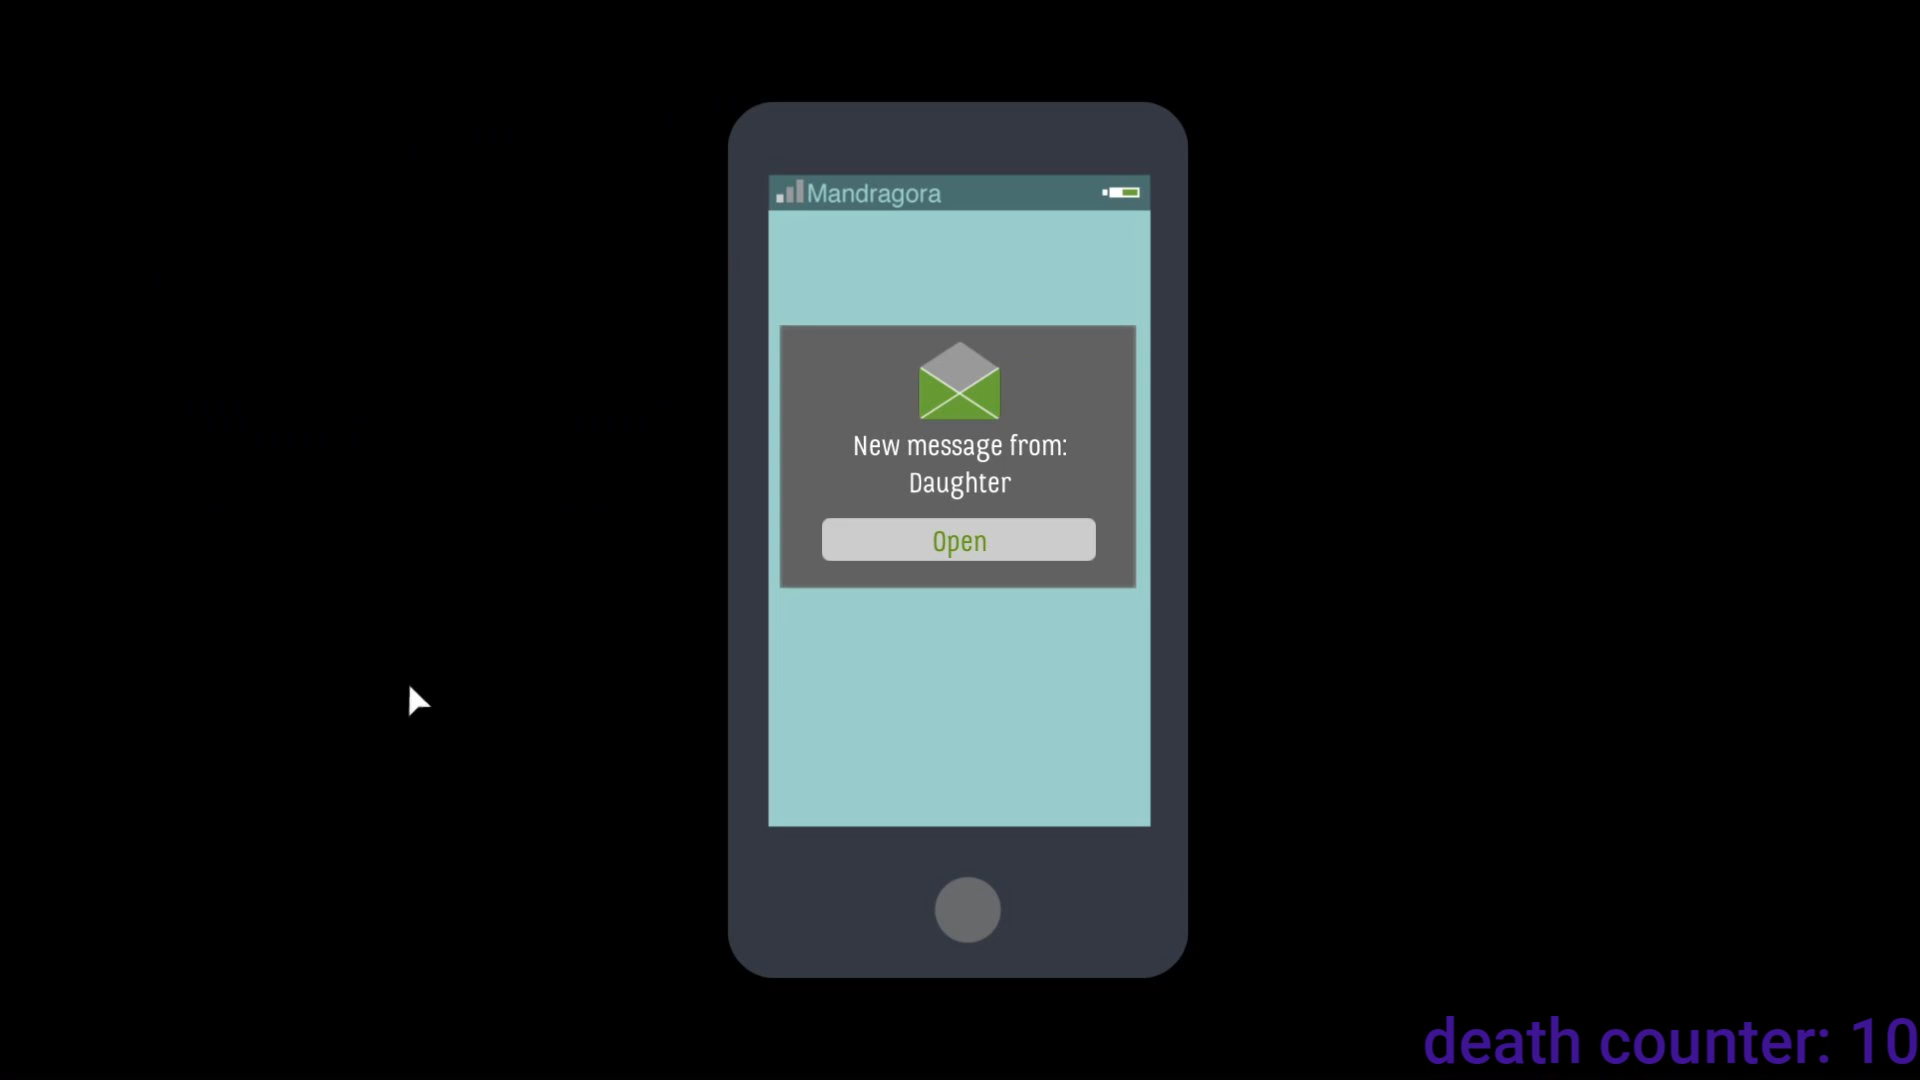 Mandragora
New message from:
Daughter
Open
death counter: 10